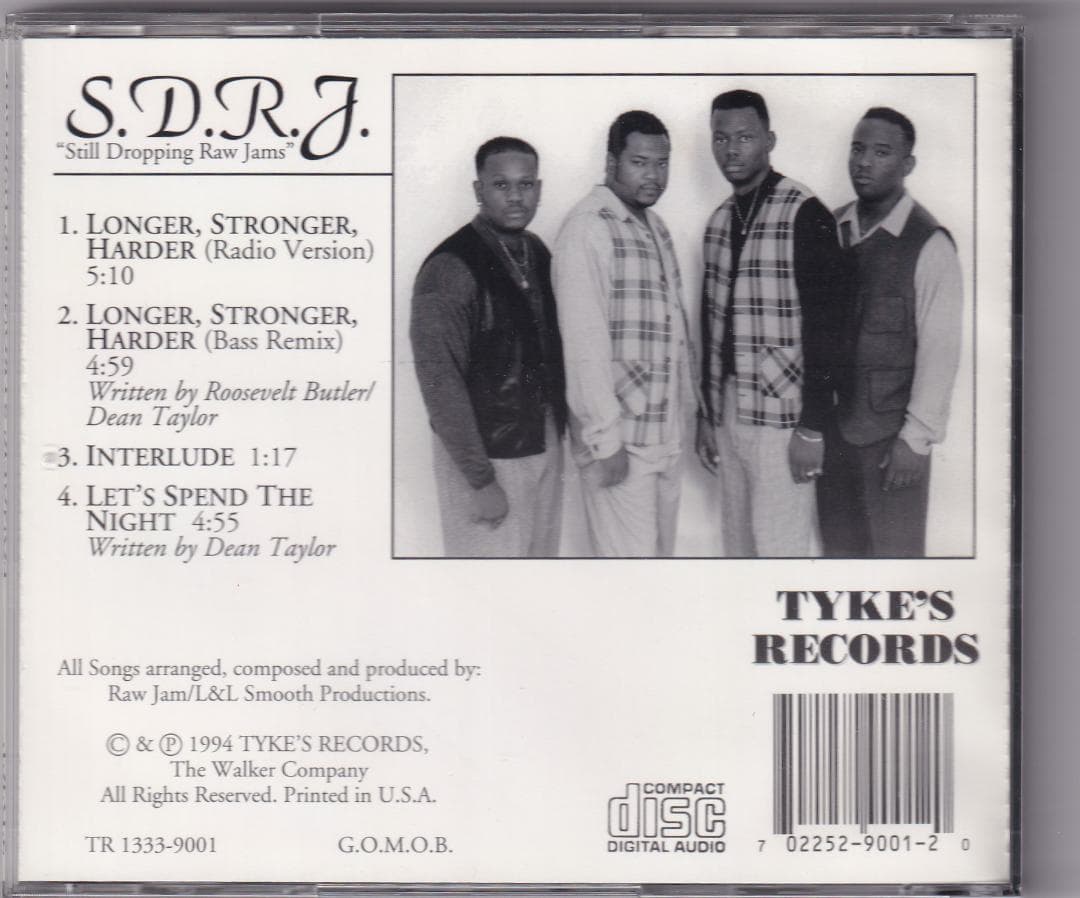 S.D.R.J.
“Still Dropping Raw Jams”
1. LONGER, STRONGER,
HARDER (Radio Version)
5:10
2. LONGER, STRONGER,
HARDER (Bass Remix)
4:59
Written by Roosevelt Butler/
Dean Taylor
3. INTERLUDE 1:17
4. LET’S SPEND THE
NIGHT 4:55
Written by Dean Taylor
All Songs arranged, composed and produced by:
Raw Jam/L&L Smooth Productions.
© & ℗ 1994 TYKE’S RECORDS,
The Walker Company
All Rights Reserved. Printed in U.S.A.
TR 1333-9001 G.O.M.O.B.
TYKE’S
RECORDS
COMPACT
disc
DIGITAL AUDIO
7 02252-9001-2 0